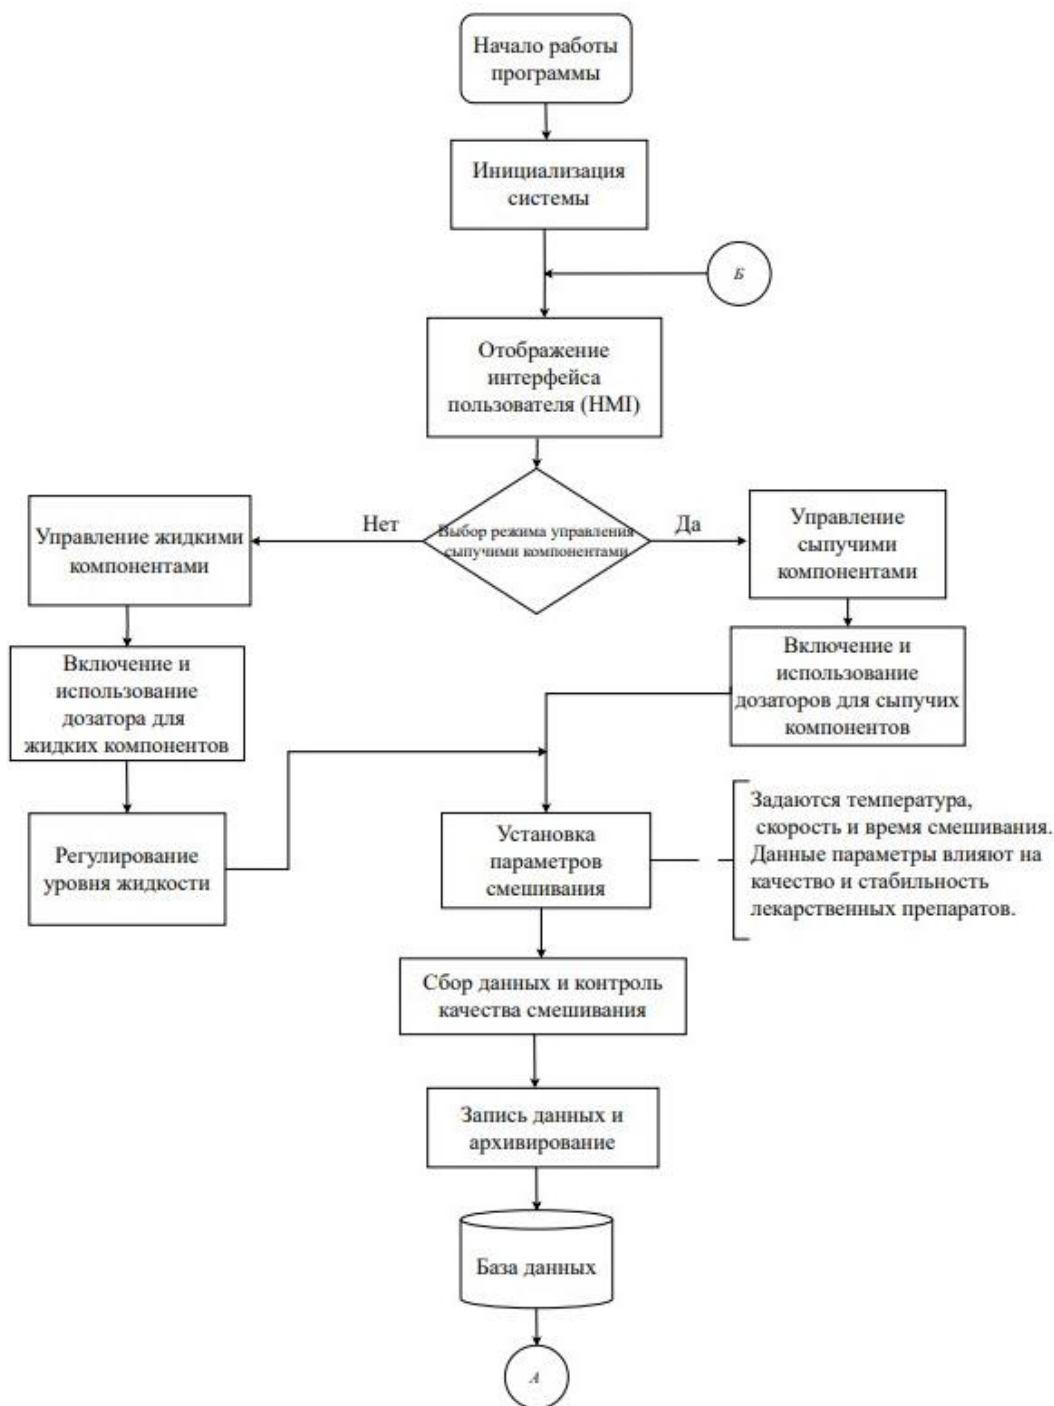 Начало работы
программы
Инициализация
системы
Б
Отображение
интерфейса
пользователя (HMI)
Нет
Выбор режима управления
сыпучими компонентами
Да
Управление жидкими
компонентами
Управление
сыпучими
компонентами
Включение и
использование
дозатора для
жидких компонентов
Включение и
использование
дозаторов для сыпучих
компонентов
Регулирование
уровня жидкости
Установка
параметров
смешивания
Задаются температура,
скорость и время смешивания.
Данные параметры влияют на
качество и стабильность
лекарственных препаратов.
Сбор данных и контроль
качества смешивания
Запись данных и
архивирование
База данных
А